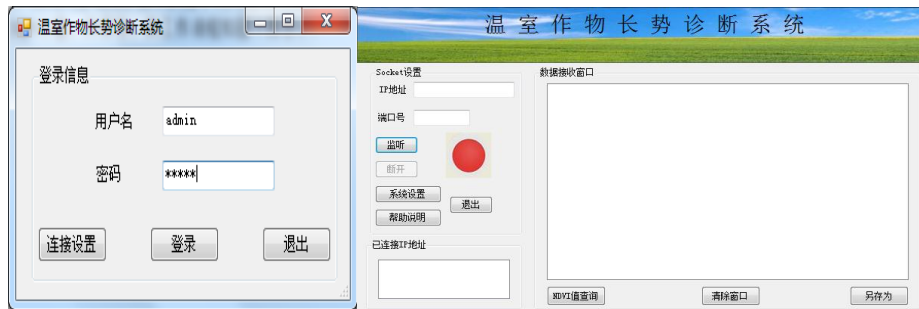 温室作物长势诊断系统
登录信息
用户名 admin
密码 *****
连接设置 登录 退出
温室作物长势诊断系统
Socket设置
IP地址
端口号
监听
断开
系统设置
退出
帮助说明
已连接IP地址
数据接收窗口
NDVI值查询 清除窗口 另存为